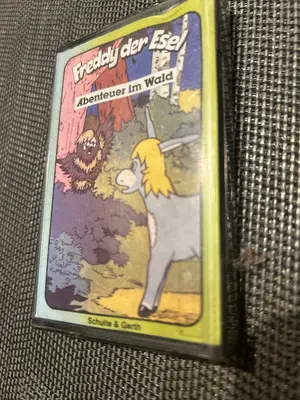 Freddy der Esel
Abenteuer im Wald
Schulte & Gerth